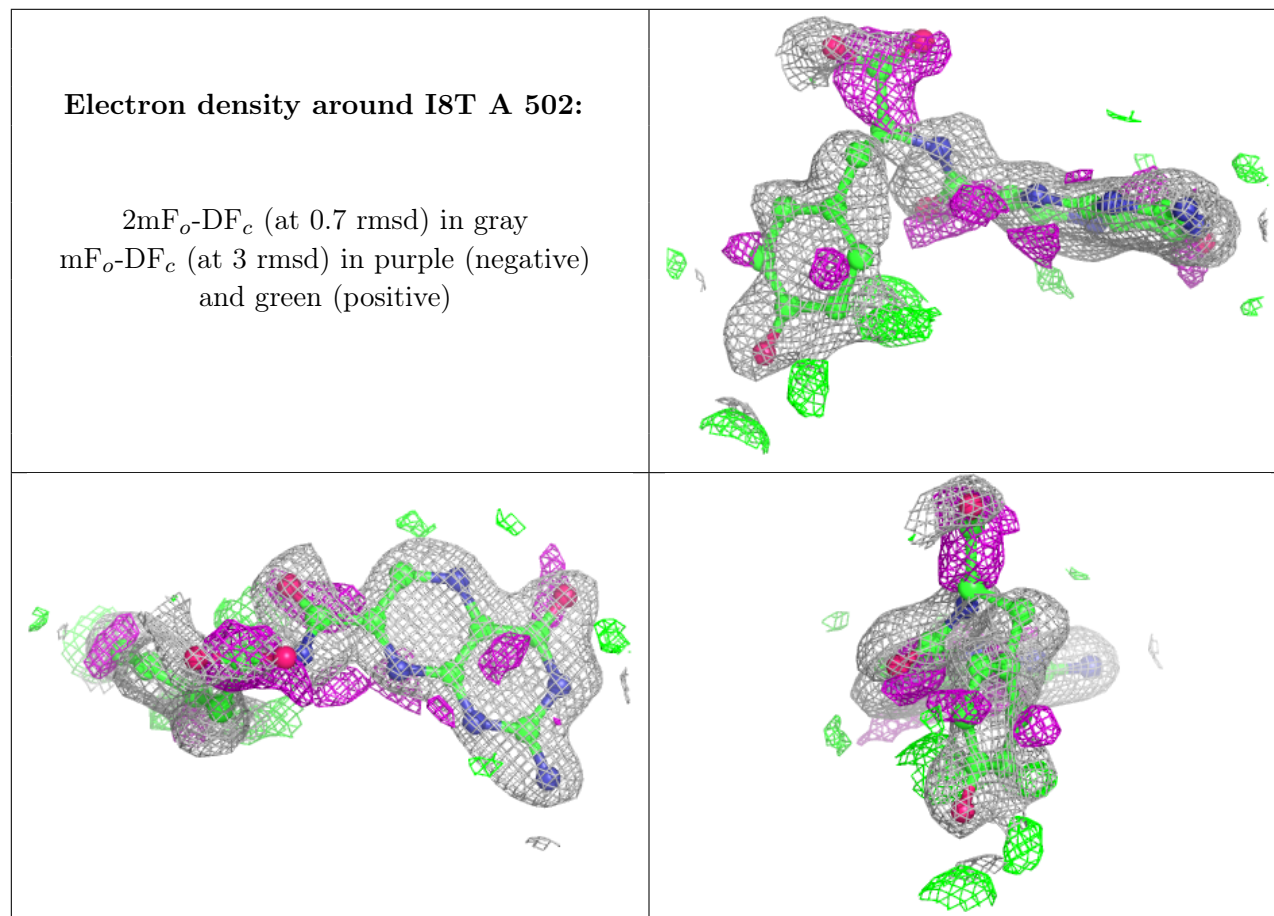 Electron density around I8T A 502:
2mFo-DFc (at 0.7 rmsd) in gray
mFo-DFc (at 3 rmsd) in purple (negative)
and green (positive)